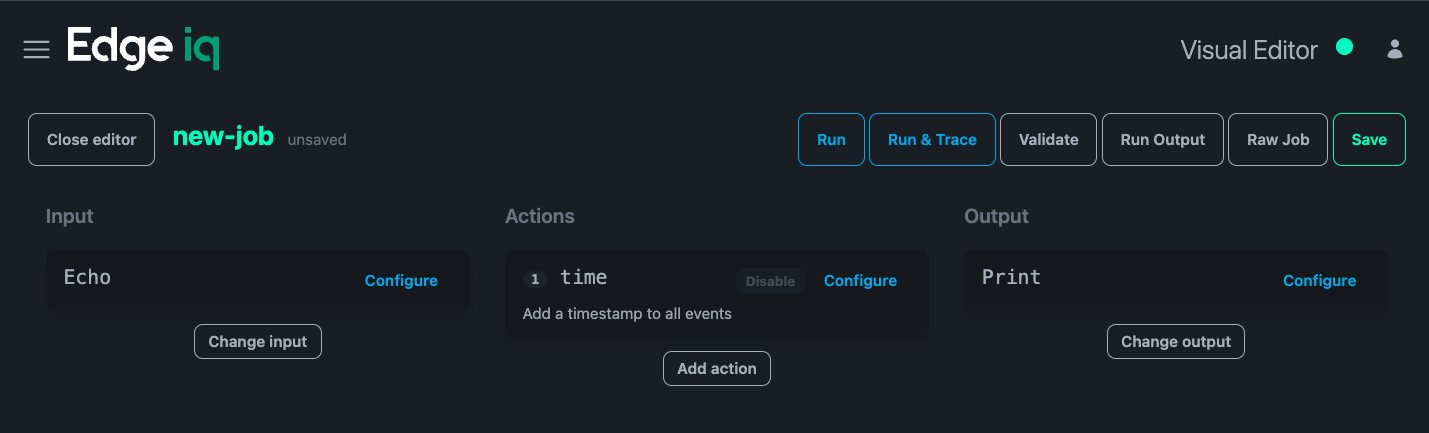 Edge iq
Visual Editor
Close editor
new-job unsaved
Run
Run & Trace
Validate
Run Output
Raw Job
Save
Input
Echo
Configure
Change input
Actions
1 time
Disable
Configure
Add a timestamp to all events
Add action
Output
Print
Configure
Change output